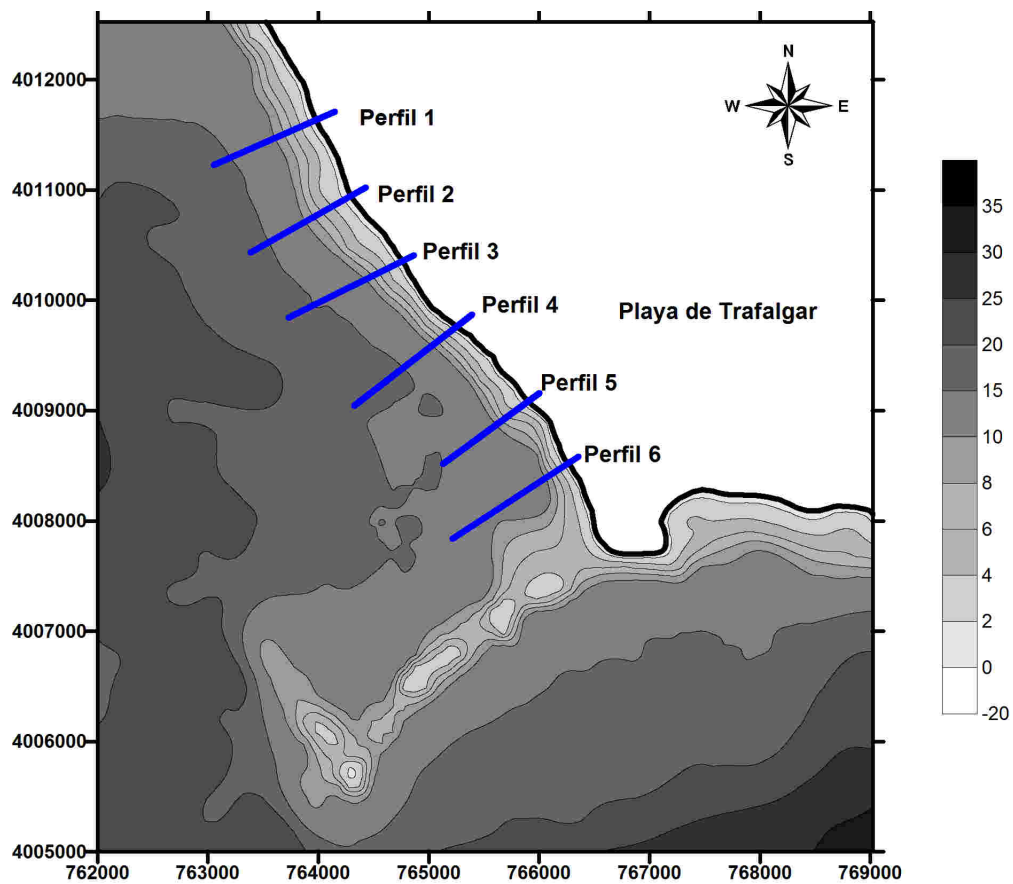 4012000
4011000
4010000
4009000
4008000
4007000
4006000
4005000
762000 763000 764000 765000 766000 767000 768000 769000
Perfil 1
Perfil 2
Perfil 3
Perfil 4
Perfil 5
Perfil 6
Playa de Trafalgar
N
W E
S
35
30
25
20
15
10
8
6
4
2
0
-20